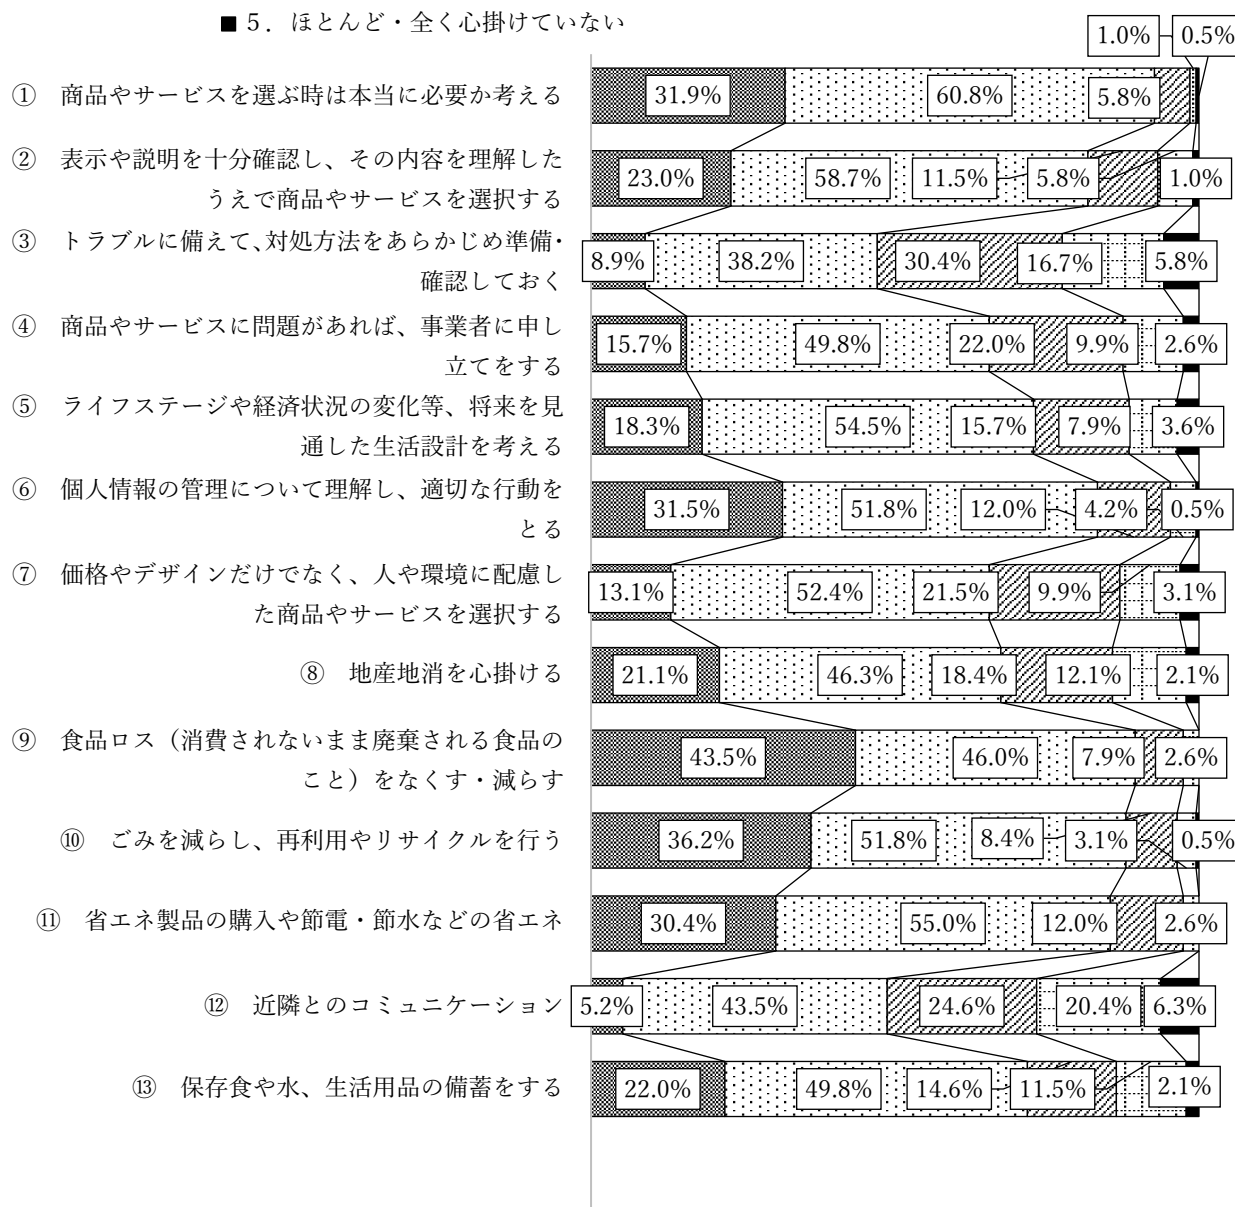 ■５．ほとんど・全く心掛けていない
1.0% 0.5%
① 商品やサービスを選ぶ時は本当に必要か考える 31.9% 60.8% 5.8%
② 表示や説明を十分確認し、その内容を理解した
うえで商品やサービスを選択する
23.0% 58.7% 11.5% 5.8% 1.0%
③ トラブルに備えて、対処方法をあらかじめ準備・
確認しておく
8.9% 38.2% 30.4% 16.7% 5.8%
④ 商品やサービスに問題があれば、事業者に申し
立てをする
15.7% 49.8% 22.0% 9.9% 2.6%
⑤ ライフステージや経済状況の変化等、将来を見
通した生活設計を考える
18.3% 54.5% 15.7% 7.9% 3.6%
⑥ 個人情報の管理について理解し、適切な行動を
とる
31.5% 51.8% 12.0% 4.2% 0.5%
⑦ 価格やデザインだけでなく、人や環境に配慮し
た商品やサービスを選択する
13.1% 52.4% 21.5% 9.9% 3.1%
⑧ 地産地消を心掛ける 21.1% 46.3% 18.4% 12.1% 2.1%
⑨ 食品ロス（消費されないまま廃棄される食品の
こと）をなくす・減らす
43.5% 46.0% 7.9% 2.6%
⑩ ごみを減らし、再利用やリサイクルを行う 36.2% 51.8% 8.4% 3.1% 0.5%
⑪ 省エネ製品の購入や節電・節水などの省エネ 30.4% 55.0% 12.0% 2.6%
⑫ 近隣とのコミュニケーション 5.2% 43.5% 24.6% 20.4% 6.3%
⑬ 保存食や水、生活用品の備蓄をする 22.0% 49.8% 14.6% 11.5% 2.1%